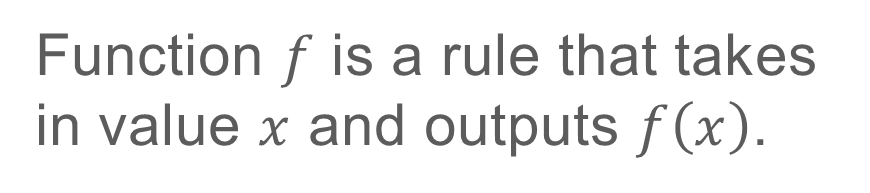 Function f is a rule that takes
in value x and outputs f(x).